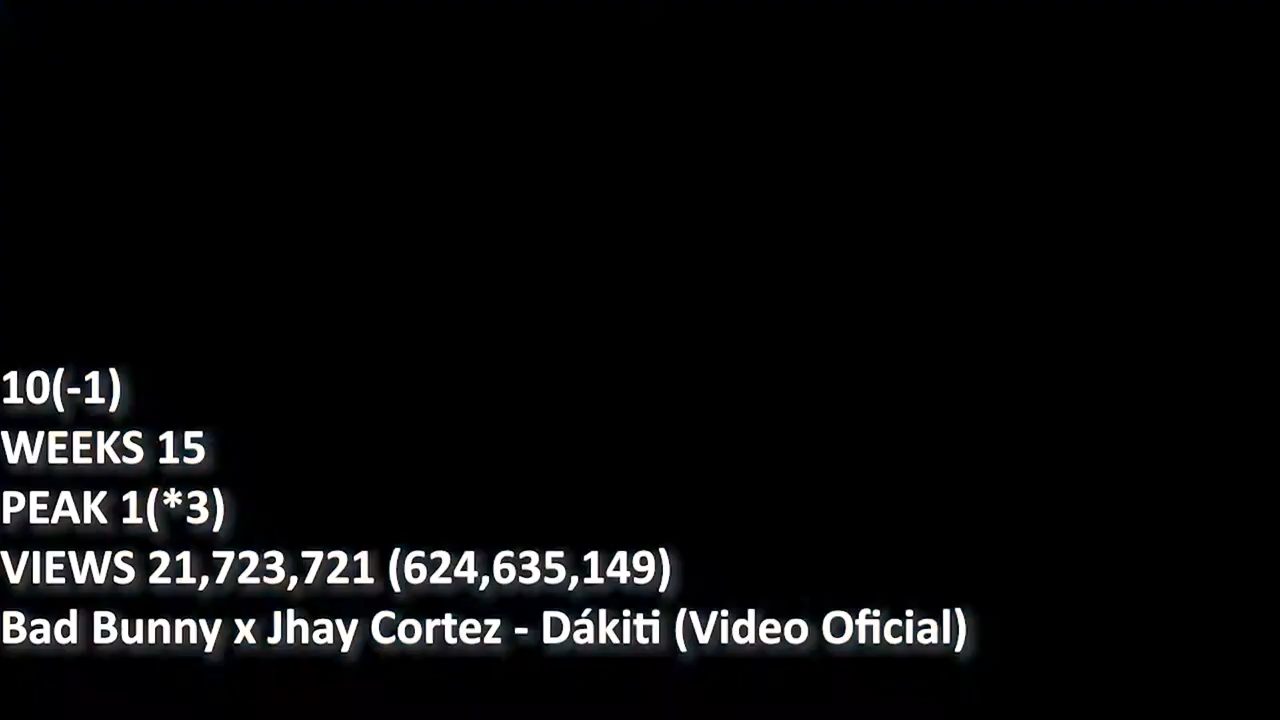 10(-1)
WEEKS 15
PEAK 1(*3)
VIEWS 21,723,721 (624,635,149)
Bad Bunny x Jhay Cortez - Dákiti (Video Oficial)